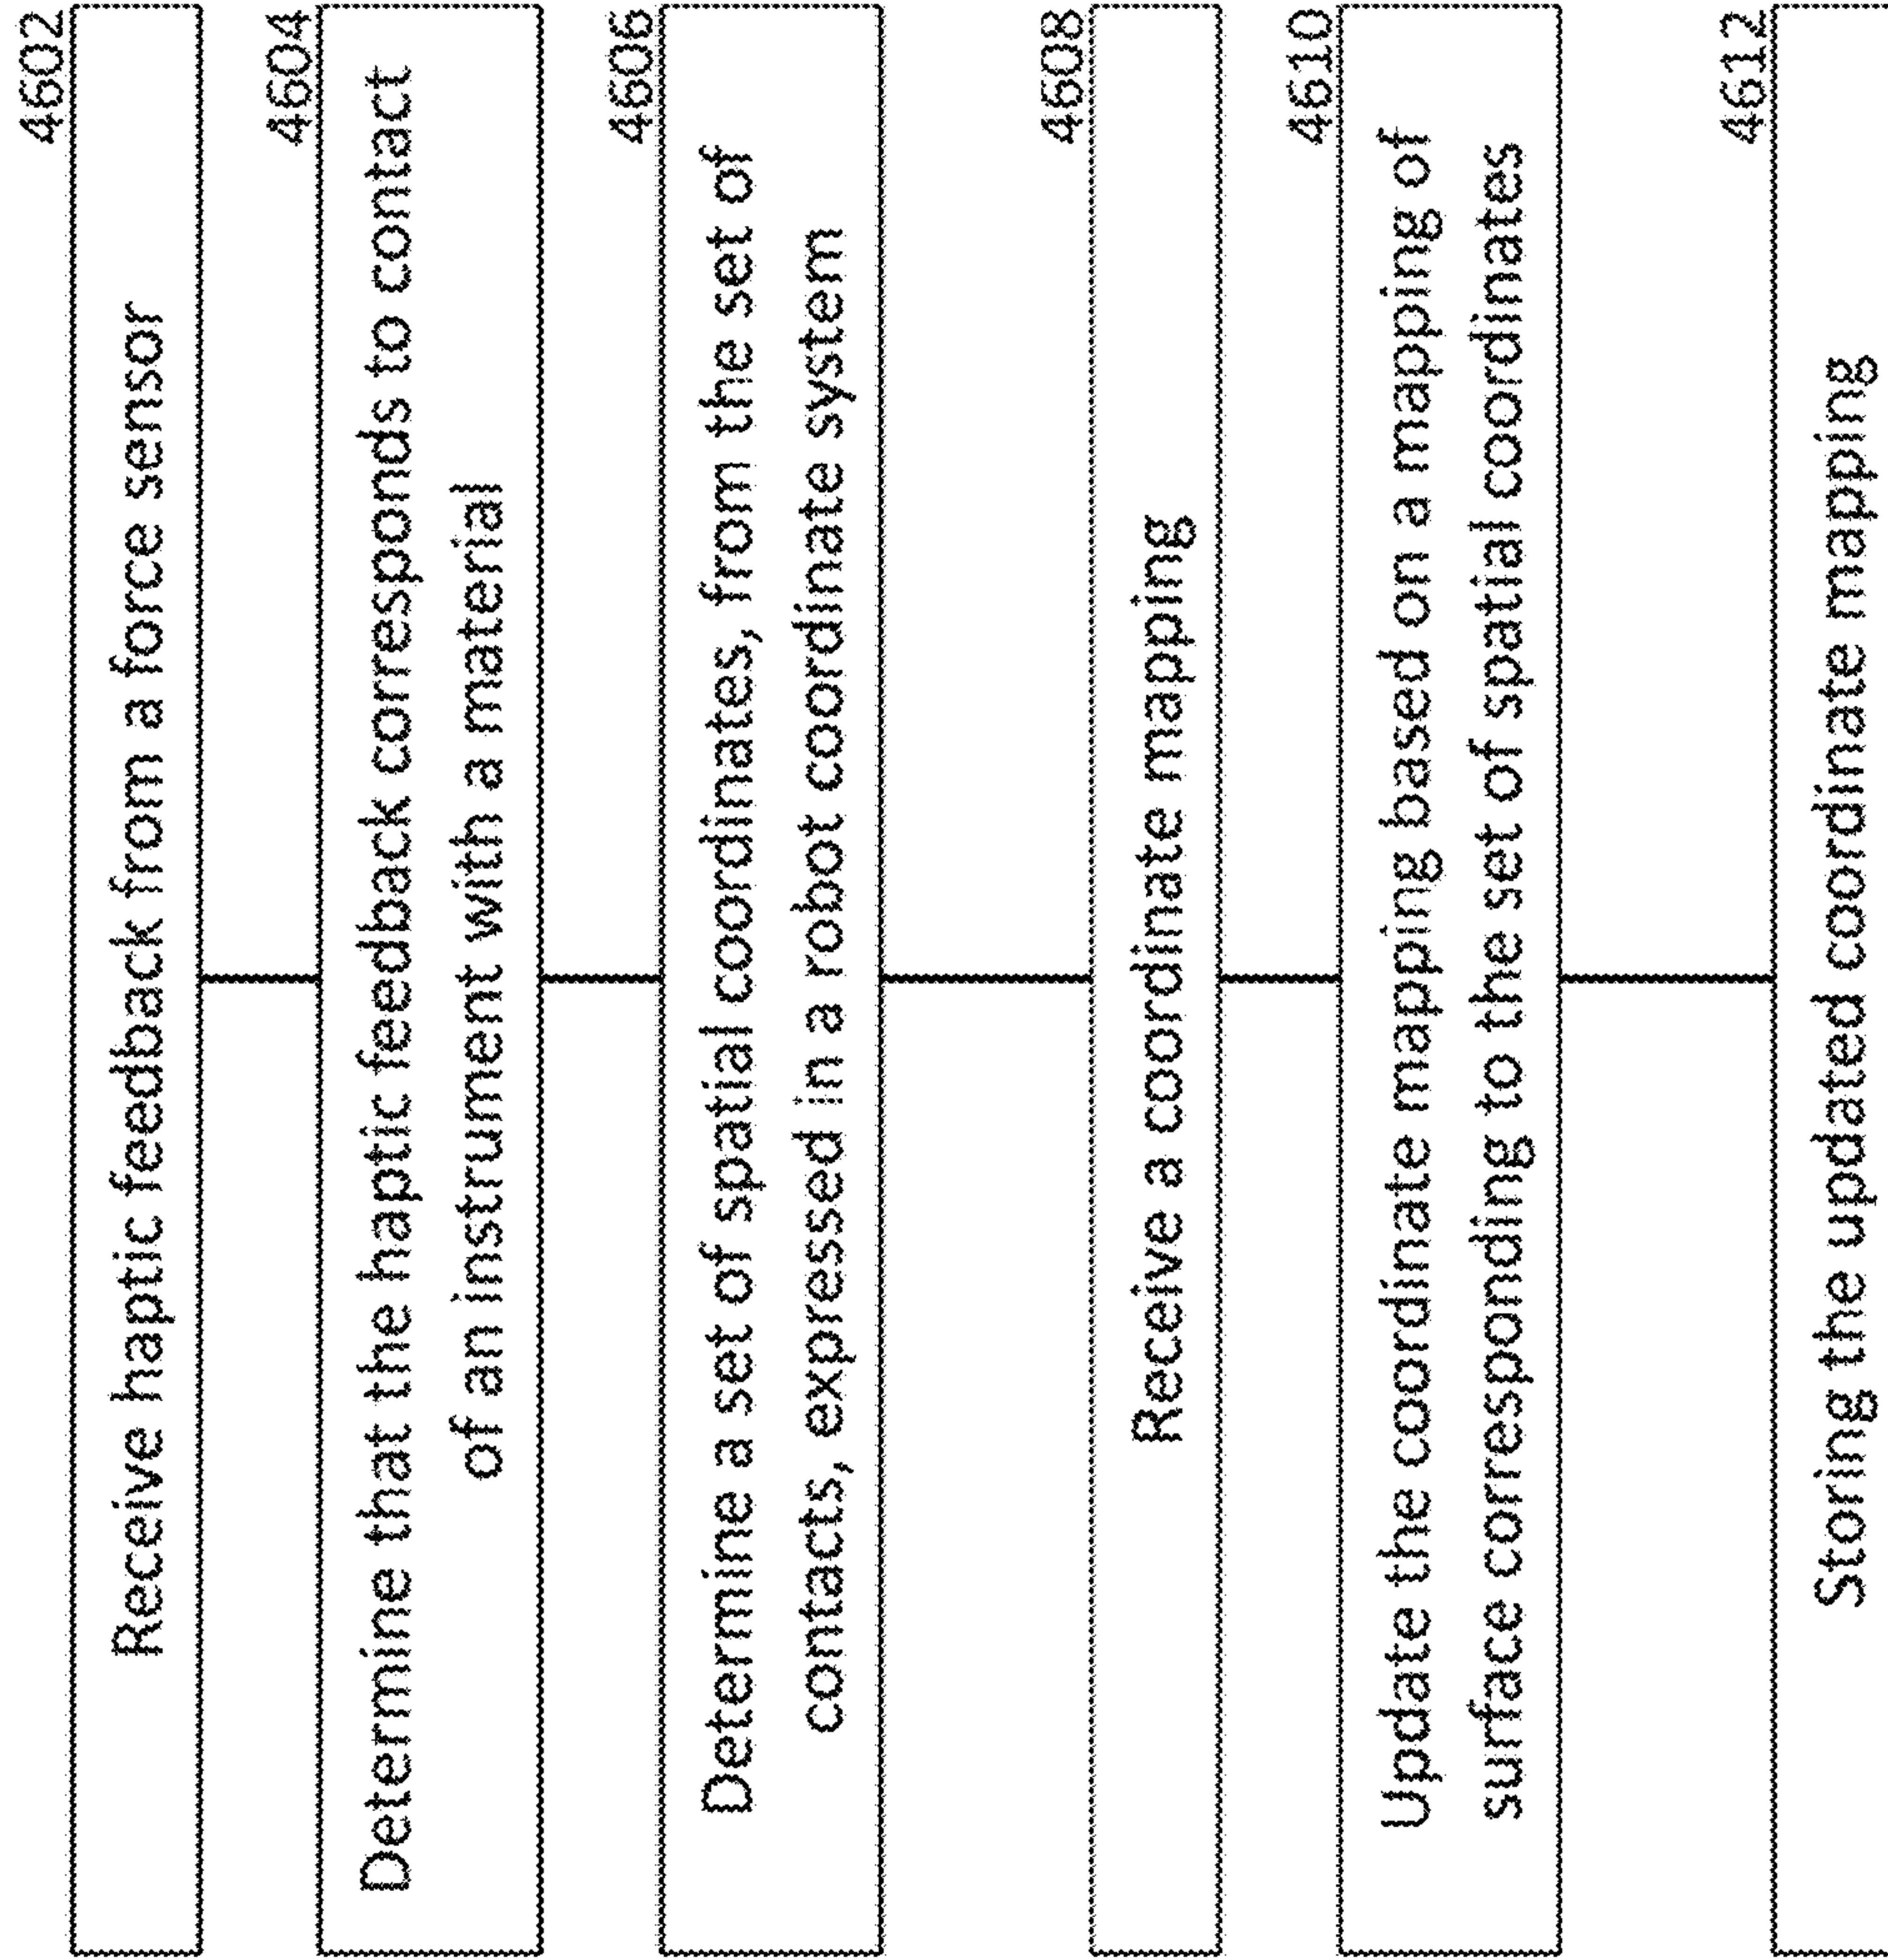 4602
Receive haptic feedback from a force sensor
4604
Determine that the haptic feedback corresponds to contact
of an instrument with a material
4606
Determine a set of spatial coordinates, from the set of
contacts, expressed in a robot coordinate system
4608
Receive a coordinate mapping
4610
Update the coordinate mapping based on a mapping of
surface corresponding to the set of spatial coordinates
4612
Storing the updated coordinate mapping